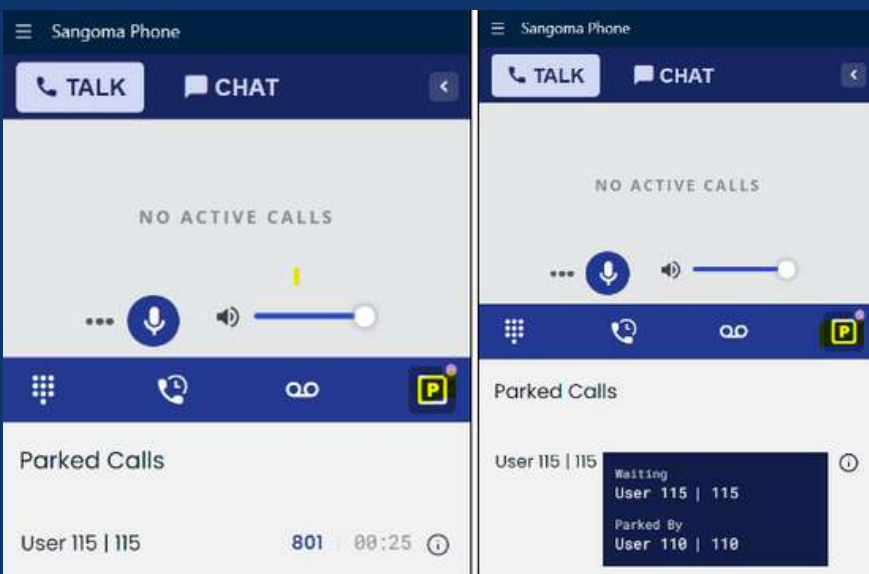 Sangoma Phone
TALK CHAT
NO ACTIVE CALLS
P
Parked Calls
User 115 | 115 801 00:25
Sangoma Phone
TALK CHAT
NO ACTIVE CALLS
P
Parked Calls
User 115 | 115
Waiting
User 115 | 115
Parked By
User 110 | 110